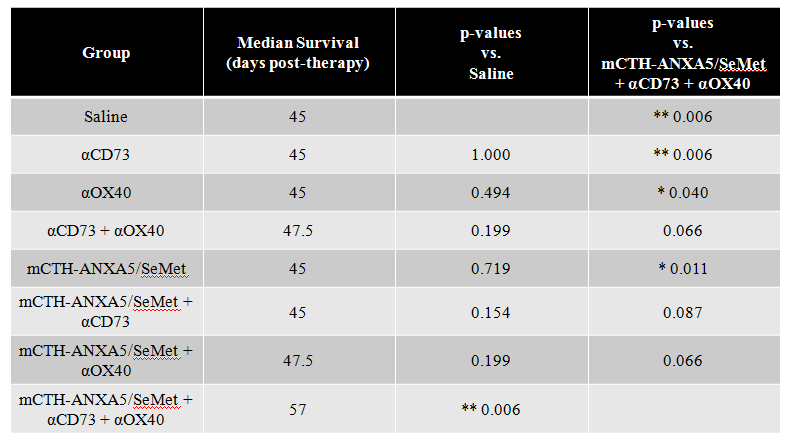 Group
Median Survival
(days post-therapy)
p-values
vs.
Saline
p-values
vs.
mCTH-ANXA5/SeMet
+ αCD73 + αOX40
Saline
45
** 0.006
αCD73
45
1.000
** 0.006
αOX40
45
0.494
* 0.040
αCD73 + αOX40
47.5
0.199
0.066
mCTH-ANXA5/SeMet
45
0.719
* 0.011
mCTH-ANXA5/SeMet +
αCD73
45
0.154
0.087
mCTH-ANXA5/SeMet +
αOX40
47.5
0.199
0.066
mCTH-ANXA5/SeMet +
αCD73 + αOX40
57
** 0.006